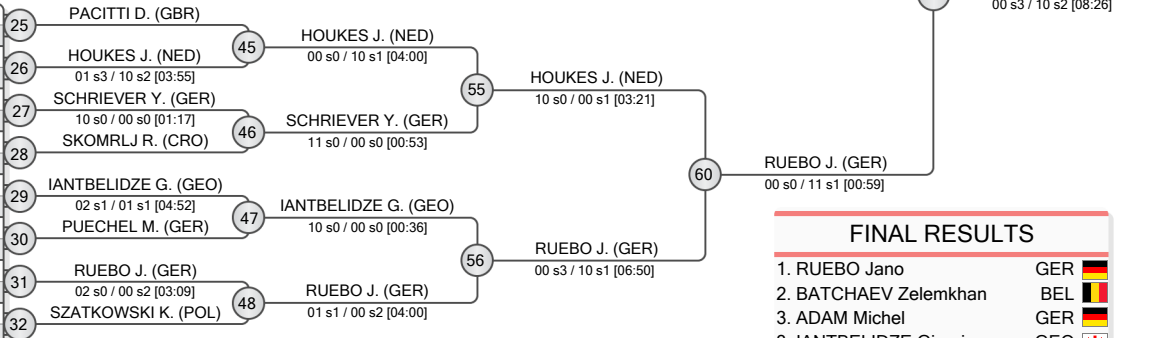 00 s3 / 10 s2 [08:26]
25
PACITTI D. (GBR)
26
HOUKES J. (NED)
01 s3 / 10 s2 [03:55]
27
SCHRIEVER Y. (GER)
10 s0 / 00 s0 [01:17]
28
SKOMRLJ R. (CRO)
29
IANTBELIDZE G. (GEO)
02 s1 / 01 s1 [04:52]
30
PUECHEL M. (GER)
31
RUEBO J. (GER)
02 s0 / 00 s2 [03:09]
32
SZATKOWSKI K. (POL)
45
HOUKES J. (NED)
00 s0 / 10 s1 [04:00]
46
SCHRIEVER Y. (GER)
11 s0 / 00 s0 [00:53]
47
IANTBELIDZE G. (GEO)
10 s0 / 00 s0 [00:36]
48
RUEBO J. (GER)
01 s1 / 00 s2 [04:00]
55
HOUKES J. (NED)
10 s0 / 00 s1 [03:21]
56
RUEBO J. (GER)
00 s3 / 10 s1 [06:50]
60
RUEBO J. (GER)
00 s0 / 11 s1 [00:59]
FINAL RESULTS
1. RUEBO Jano GER
2. BATCHAEV Zelemkhan BEL
3. ADAM Michel GER